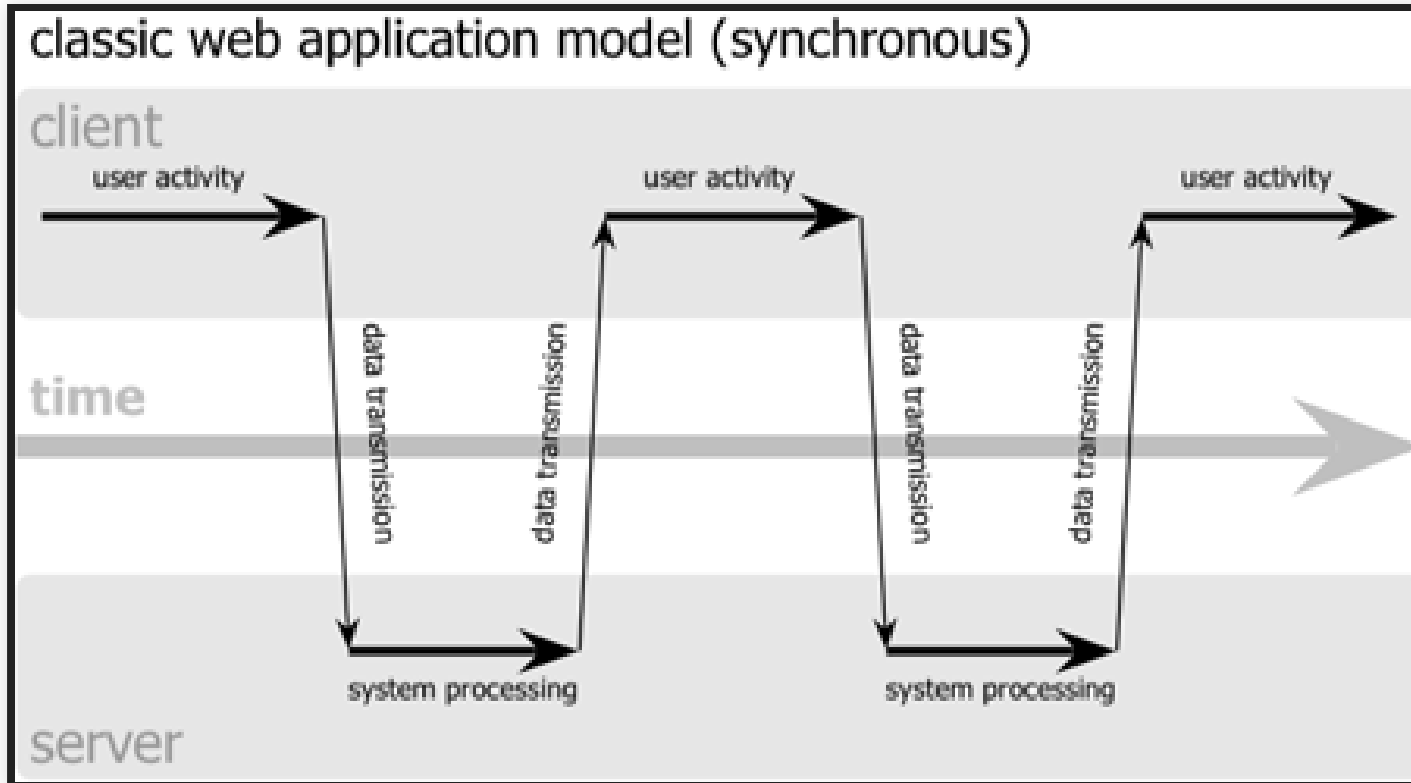 classic web application model (synchronous)
client
user activity
user activity
user activity
data transmission
data transmission
data transmission
data transmission
time
system processing
system processing
server